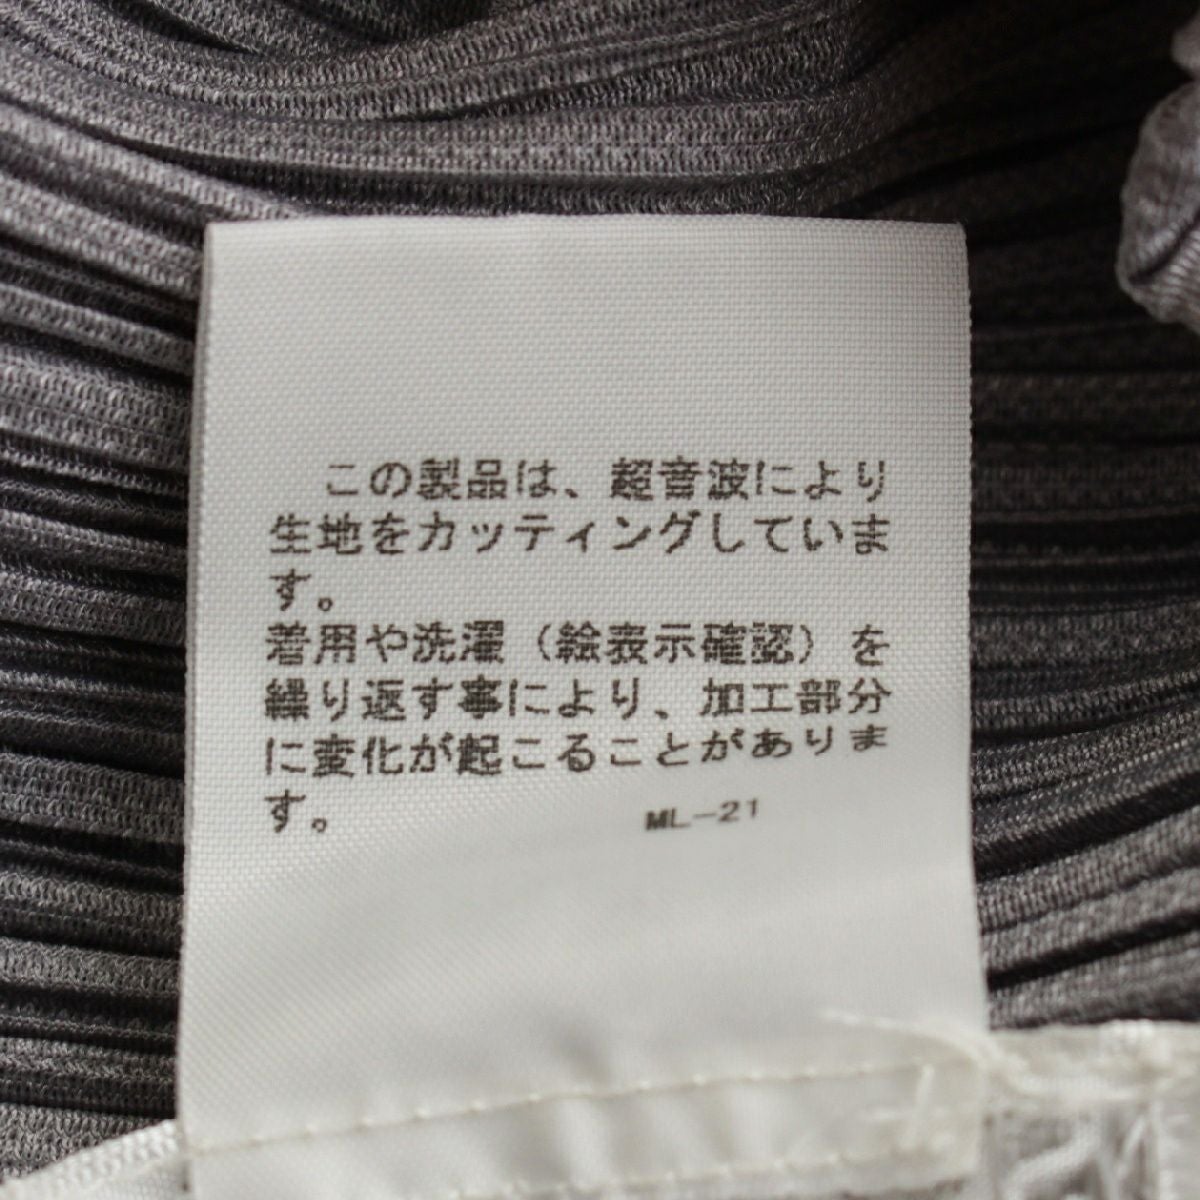 この製品は、超音波により
生地をカッティングしていま
す。
着用や洗濯（絵表示確認）を
繰り返す事により、加工部分
に変化が起こることがありま
す。
ML-21